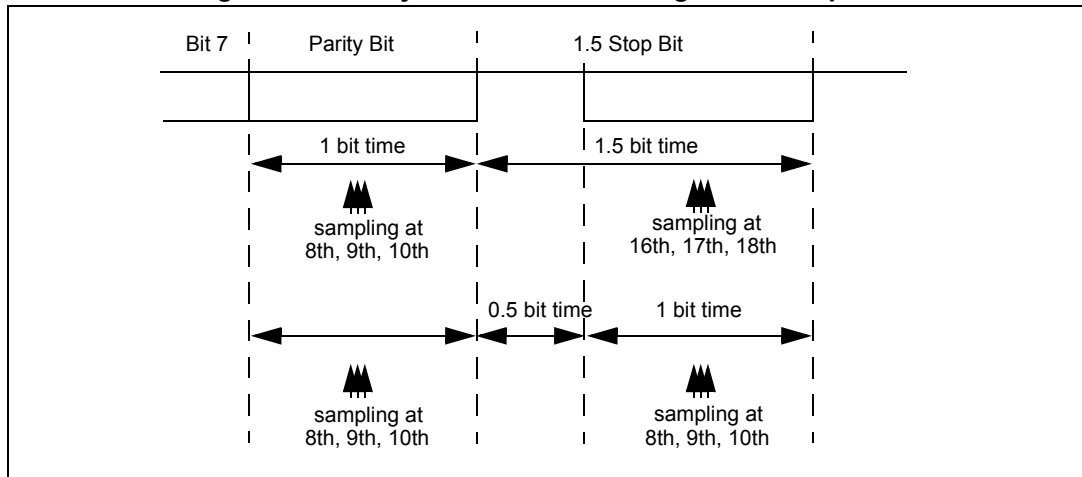 Bit 7 Parity Bit 1.5 Stop Bit
1 bit time 1.5 bit time
sampling at
8th, 9th, 10th
sampling at
16th, 17th, 18th
0.5 bit time 1 bit time
sampling at
8th, 9th, 10th
sampling at
8th, 9th, 10th